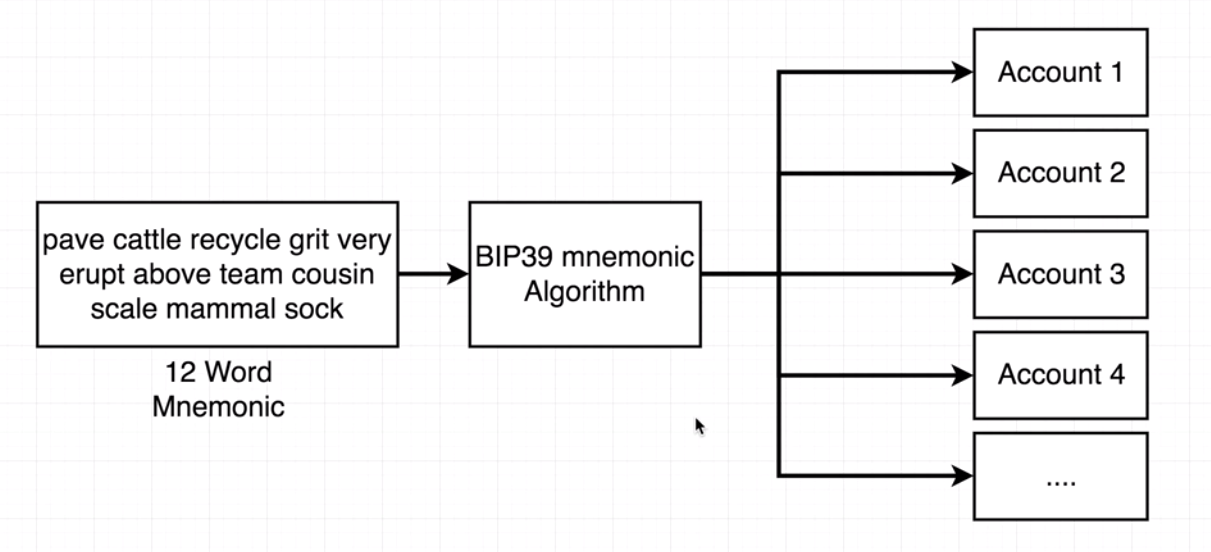 pave cattle recycle grit very
erupt above team cousin
scale mammal sock
12 Word
Mnemonic
BIP39 mnemonic
Algorithm
Account 1
Account 2
Account 3
Account 4
....